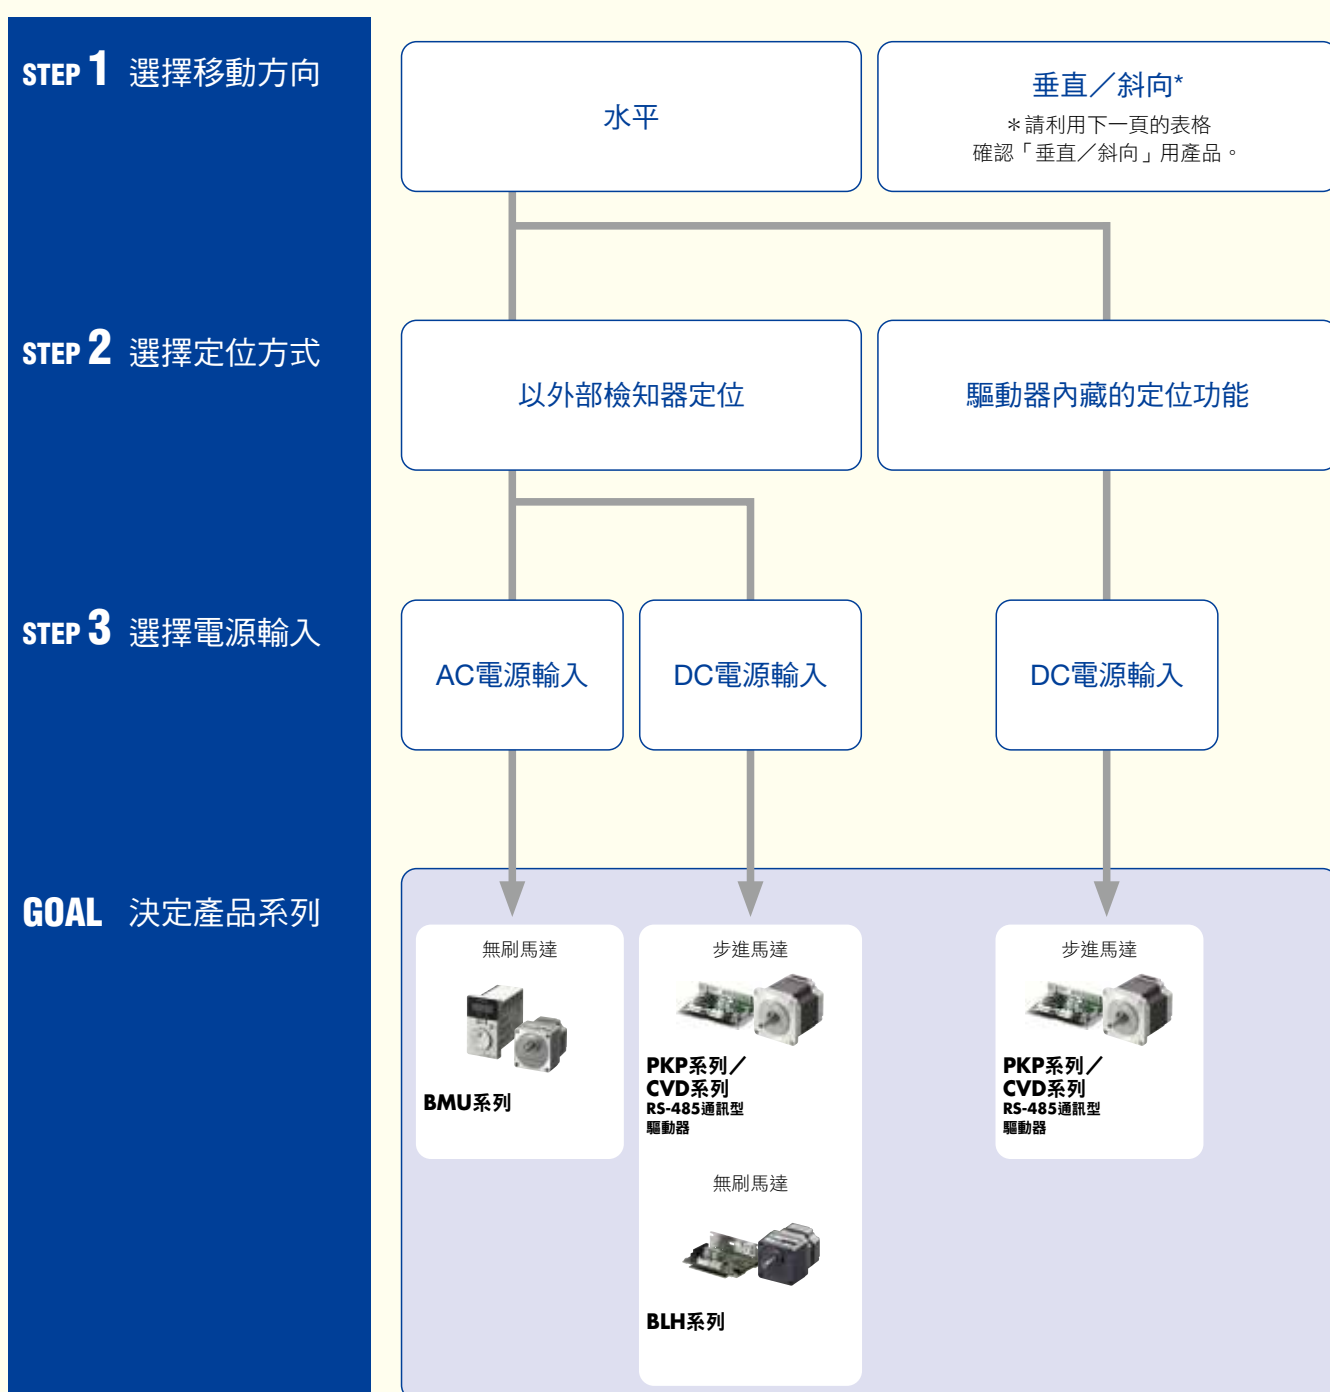 STEP 1 選擇移動方向
水平
垂直／斜向*
＊請利用下一頁的表格
確認「垂直／斜向」用產品。
STEP 2 選擇定位方式
以外部檢知器定位
驅動器內藏的定位功能
STEP 3 選擇電源輸入
AC電源輸入
DC電源輸入
DC電源輸入
GOAL 決定產品系列
無刷馬達
BMU系列
步進馬達
PKP系列／
CVD系列
RS-485通訊型
驅動器
無刷馬達
BLH系列
步進馬達
PKP系列／
CVD系列
RS-485通訊型
驅動器